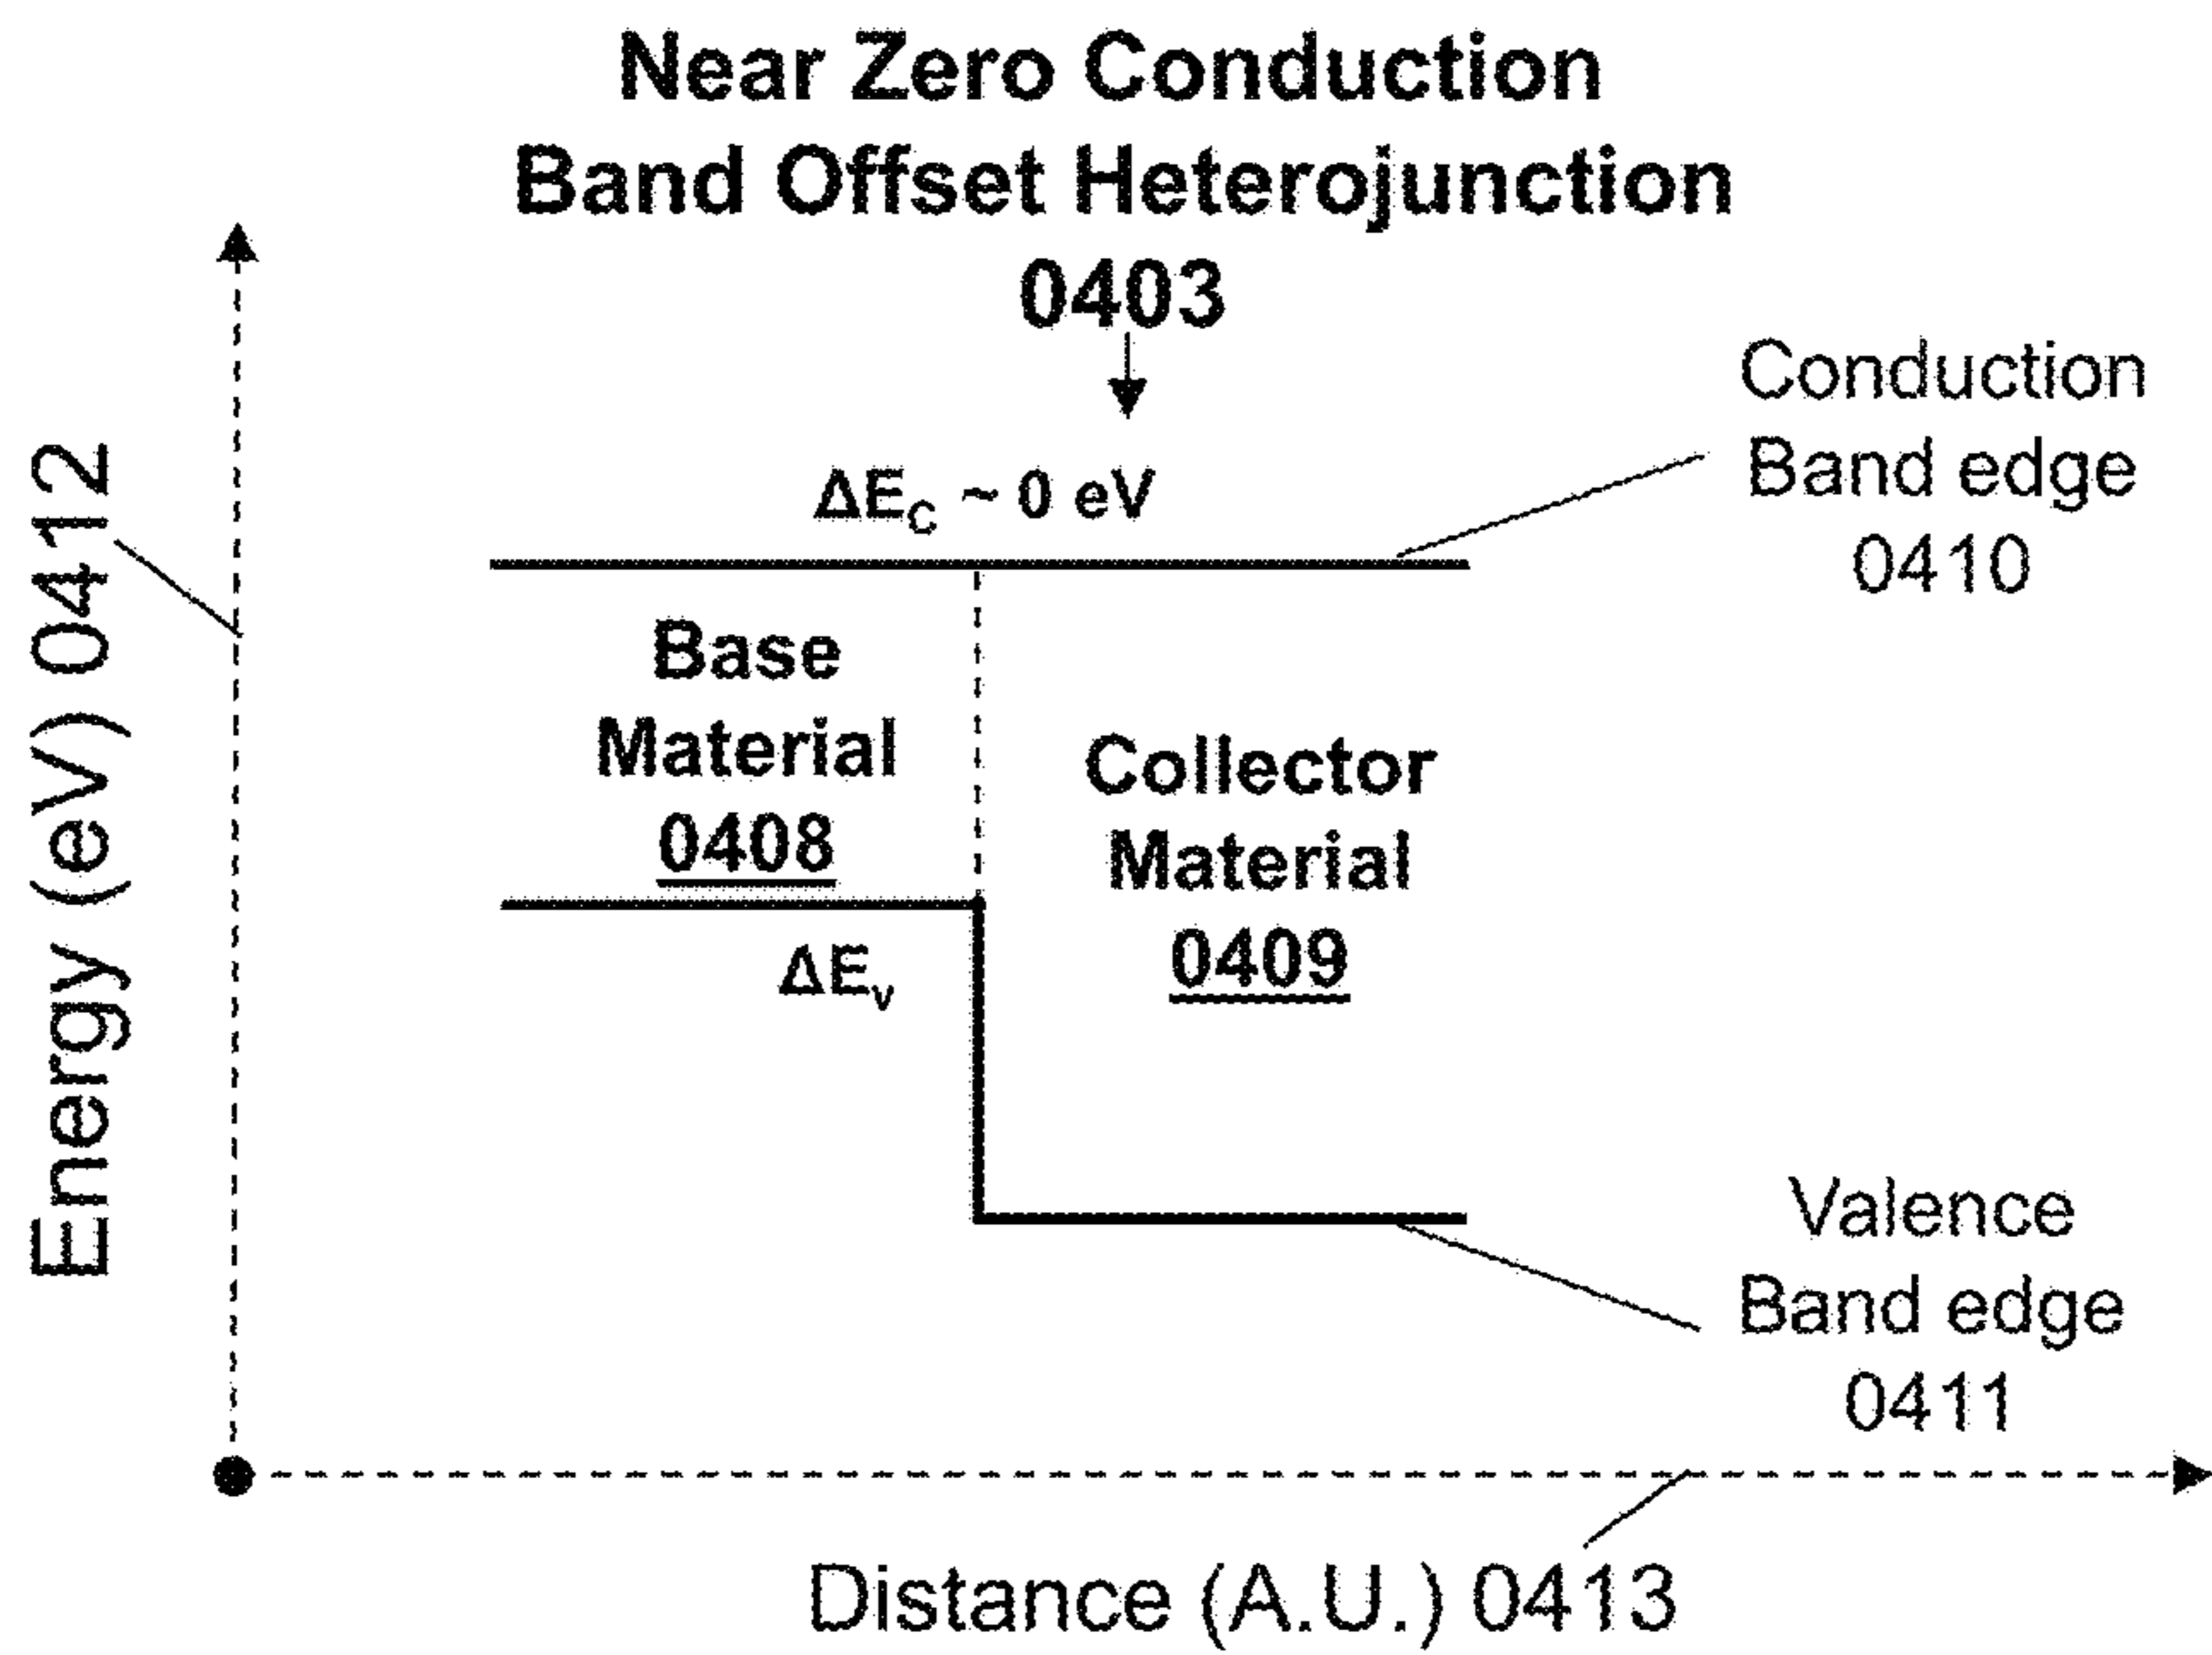 Near Zero Conduction
Band Offset Heterojunction
0403
Conduction
Band edge
0410
ΔE_C ~ 0 eV
Energy (eV) 0412
Base
Material
0408
Collector
Material
0409
ΔE_v
Valence
Band edge
0411
Distance (A.U.) 0413